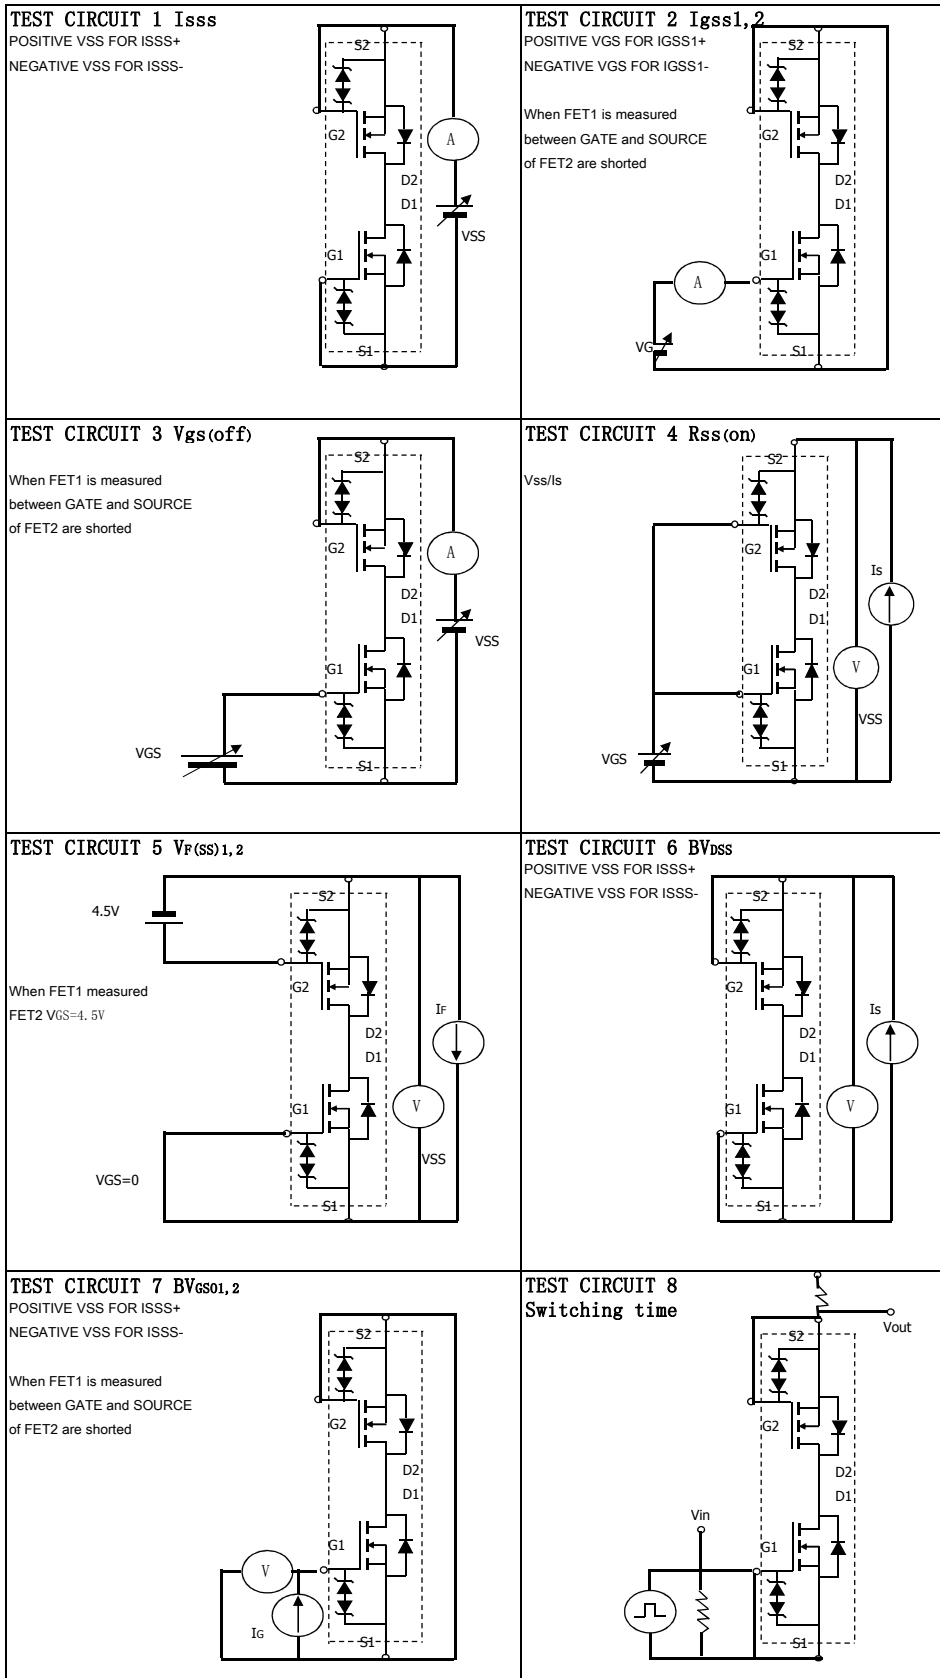 TEST CIRCUIT 1 Isss
POSITIVE VSS FOR ISSS+
NEGATIVE VSS FOR ISSS-
S2
G2
A
D2
D1
VSS
G1
S1
TEST CIRCUIT 2 Igss1,2
POSITIVE VGS FOR IGSS1+
NEGATIVE VGS FOR IGSS1-
When FET1 is measured
between GATE and SOURCE
of FET2 are shorted
S2
G2
D2
D1
G1
A
VG
S1
TEST CIRCUIT 3 Vgs(off)
When FET1 is measured
between GATE and SOURCE
of FET2 are shorted
S2
G2
A
D2
D1
VSS
G1
VGS
S1
TEST CIRCUIT 4 Rss(on)
Vss/Is
S2
G2
Is
D2
D1
G1
V
VSS
VGS
S1
TEST CIRCUIT 5 VF(SS)1,2
4.5V
When FET1 measured
FET2 VGS=4.5V
S2
G2
IF
D2
D1
G1
V
VSS
VGS=0
S1
TEST CIRCUIT 6 BVDSS
POSITIVE VSS FOR ISSS+
NEGATIVE VSS FOR ISSS-
S2
G2
Is
D2
D1
G1
V
S1
TEST CIRCUIT 7 BVGSO1,2
POSITIVE VSS FOR ISSS+
NEGATIVE VSS FOR ISSS-
When FET1 is measured
between GATE and SOURCE
of FET2 are shorted
S2
G2
D2
D1
G1
V
IG
S1
TEST CIRCUIT 8
Switching time
Vout
S2
G2
D2
D1
Vin
G1
S1